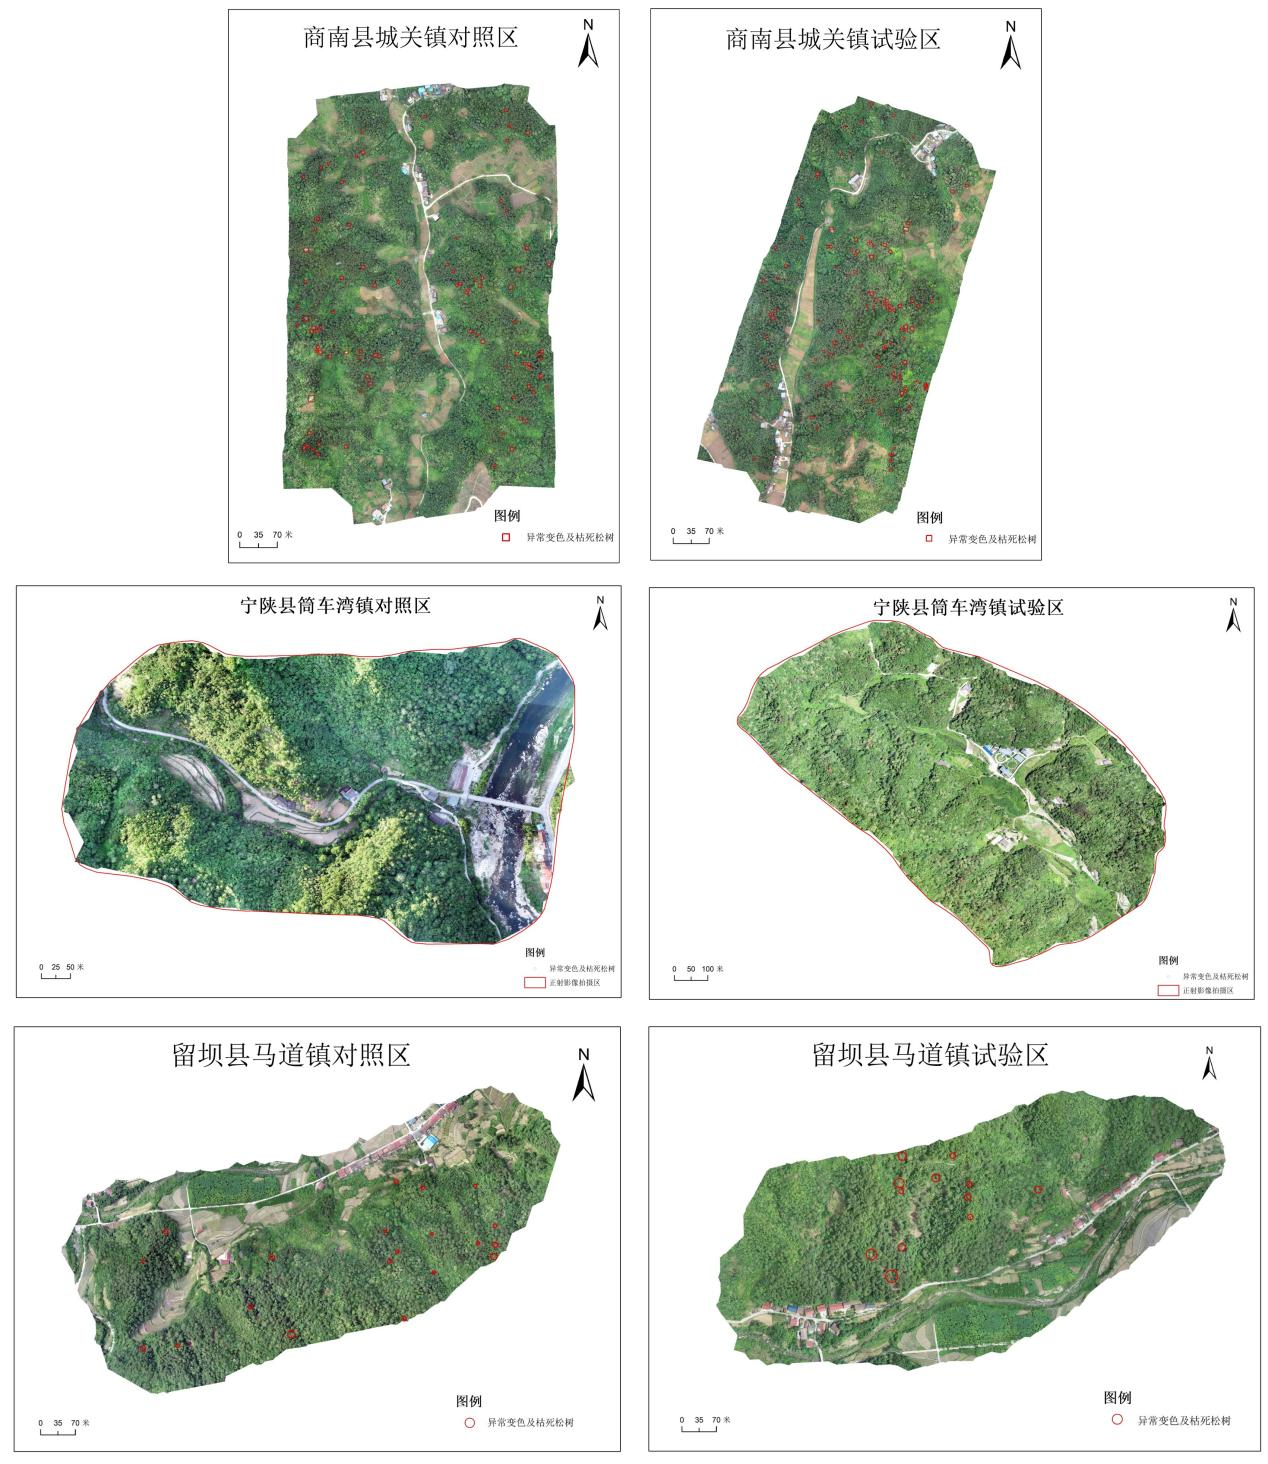 商南县城关镇对照区
N
0 35 70 米
图例
异常变色及枯死松树
商南县城关镇试验区
N
0 35 70 米
图例
异常变色及枯死松树
宁陕县筒车湾镇对照区
N
0 25 50 米
图例
异常变色及枯死松树
正射影像拍摄区
宁陕县筒车湾镇试验区
N
0 50 100 米
图例
异常变色及枯死松树
正射影像拍摄区
留坝县马道镇对照区
N
0 35 70 米
图例
异常变色及枯死松树
留坝县马道镇试验区
N
0 35 70 米
图例
异常变色及枯死松树